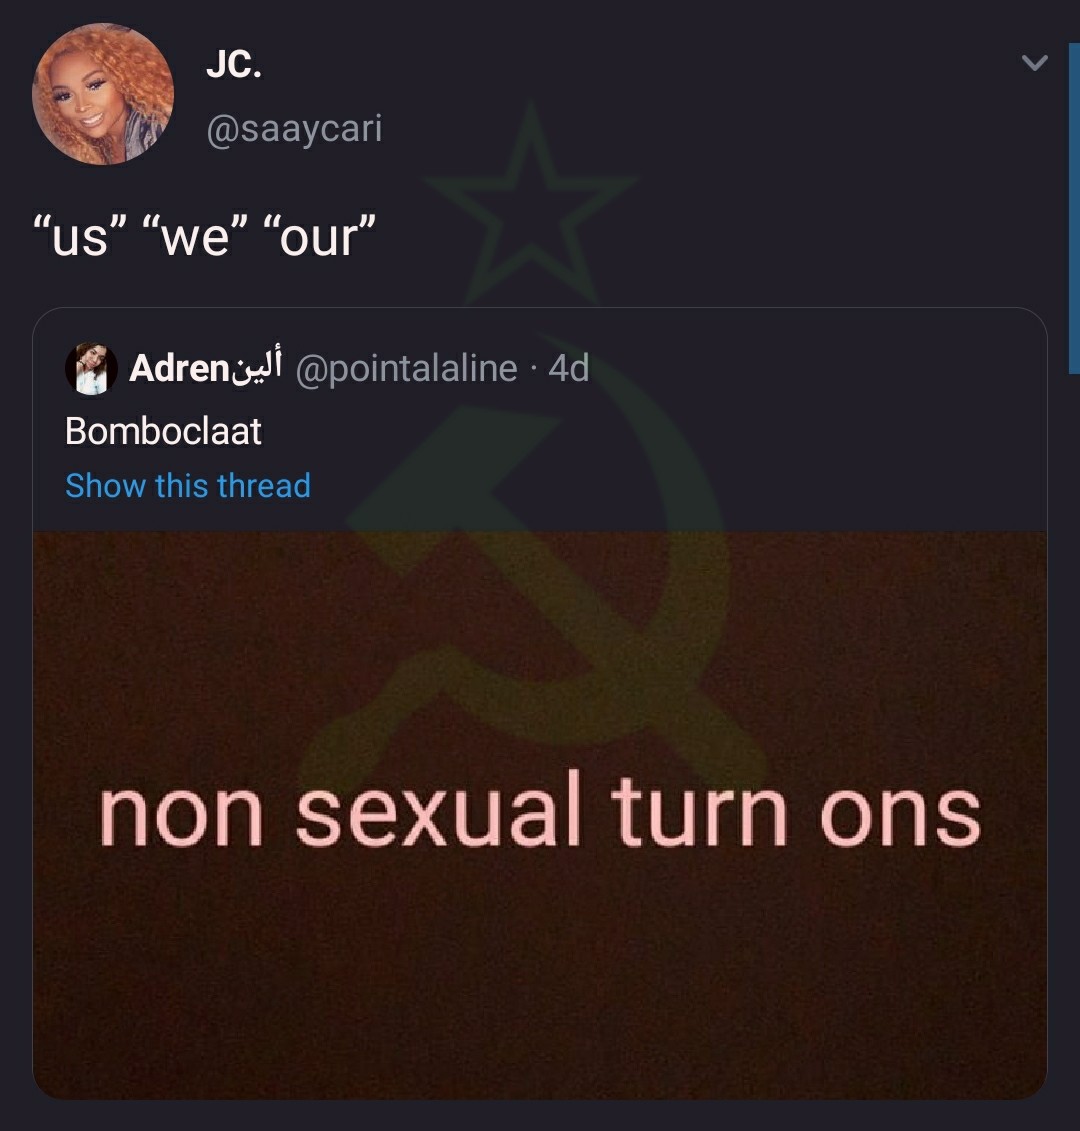 JC.
@saaycari
“us” “we” “our”
Adrenألين @pointalaline · 4d
Bomboclaat
Show this thread
non sexual turn ons